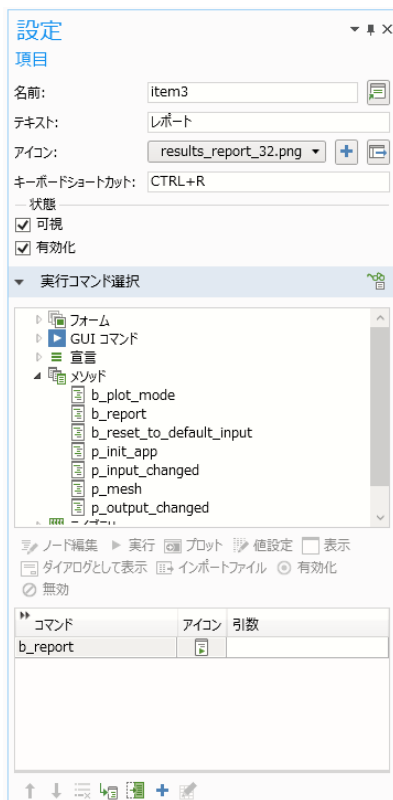 設定
項目
名前: item3
テキスト: レポート
アイコン: results_report_32.png
キーボードショートカット: CTRL+R
状態
可視
有効化
実行コマンド選択
フォーム
GUI コマンド
宣言
メソッド
b_plot_mode
b_report
b_reset_to_default_input
p_init_app
p_input_changed
p_mesh
p_output_changed
ノード編集 実行 プロット 値設定 表示
ダイアログとして表示 インポートファイル 有効化
無効
コマンド アイコン 引数
b_report